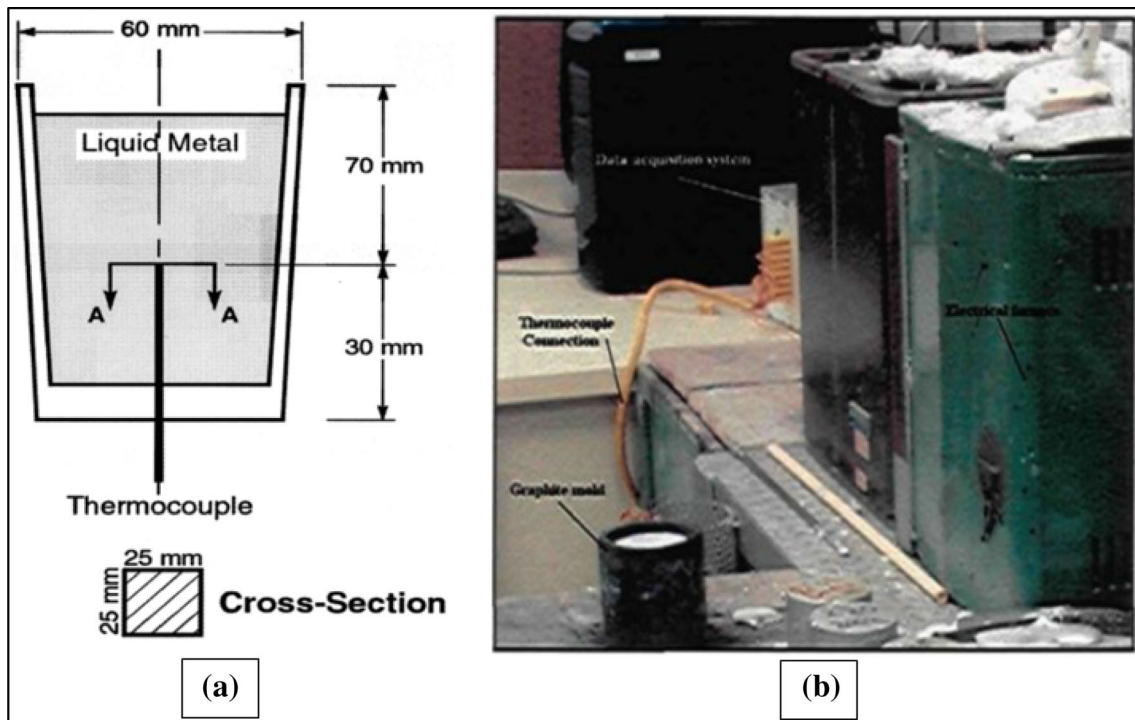 60 mm
Liquid Metal
70 mm
A
A
30 mm
Thermocouple
25 mm
25 mm
Cross-Section
(a)
Data acquisition system
Thermocouple
Connection
Electrical furnace
Graphite mold
(b)